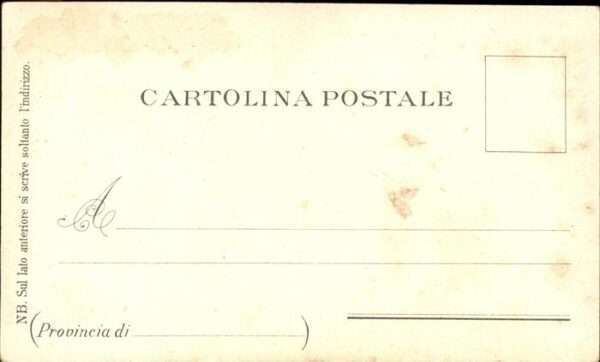 CARTOLINA POSTALE
NB. Sul lato anteriore si scrive soltanto l'indirizzo.
A
(Provincia di )